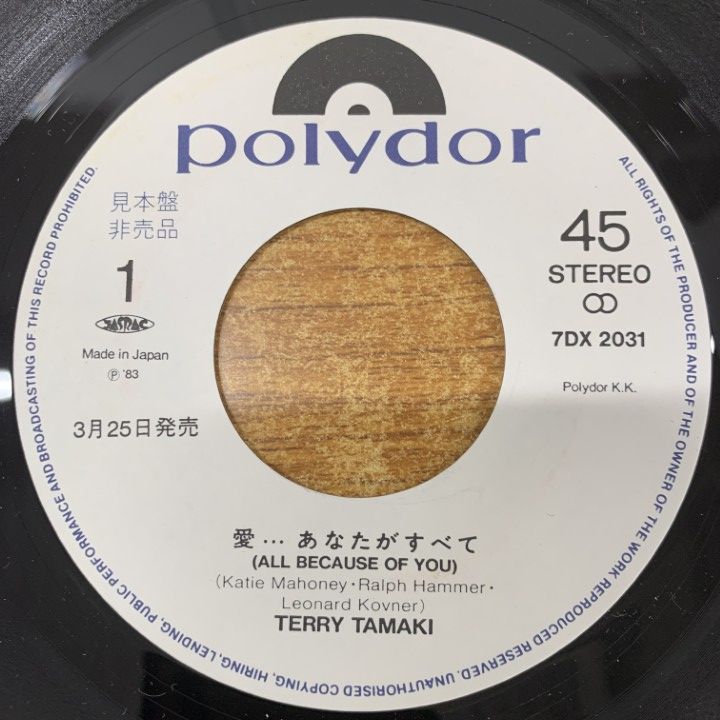 polydor
見本盤
非売品
1
JASRAC
Made in Japan
℗ '83
3月25日発売
45
STEREO
7DX 2031
Polydor K.K.
愛… あなたがすべて
(ALL BECAUSE OF YOU)
(Katie Mahoney・Ralph Hammer・
Leonard Kovner)
TERRY TAMAKI
ALL RIGHTS OF THE PRODUCER AND OF THE OWNER OF THE WORK REPRODUCED RESERVED. UNAUTHORISED COPYING, HIRING, LENDING, PUBLIC PERFORMANCE AND BROADCASTING OF THIS RECORD PROHIBITED.